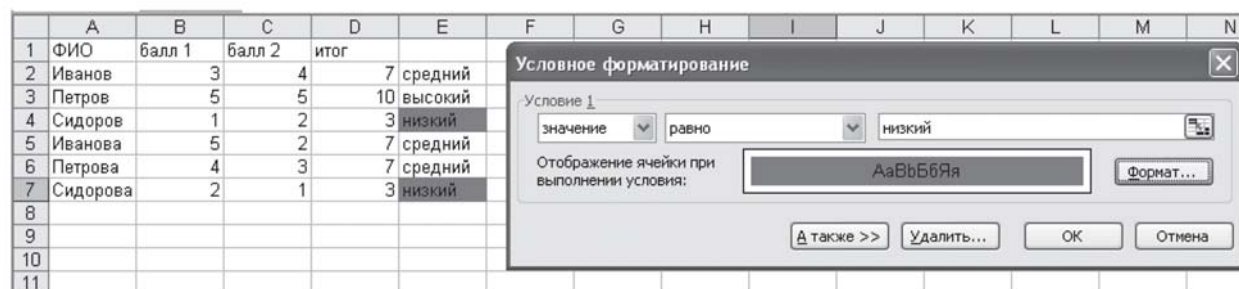 A B C D E F G H I J K L M N
1 ФИО балл 1 балл 2 итог
2 Иванов 3 4 7 средний
3 Петров 5 5 10 высокий
4 Сидоров 1 2 3 низкий
5 Иванова 5 2 7 средний
6 Петрова 4 3 7 средний
7 Сидорова 2 1 3 низкий
8
9
10
11
Условное форматирование
Условие 1
значение равно низкий
Отображение ячейки при
выполнении условия:
АаВbБбЯя
Формат...
А также >> Удалить... ОК Отмена